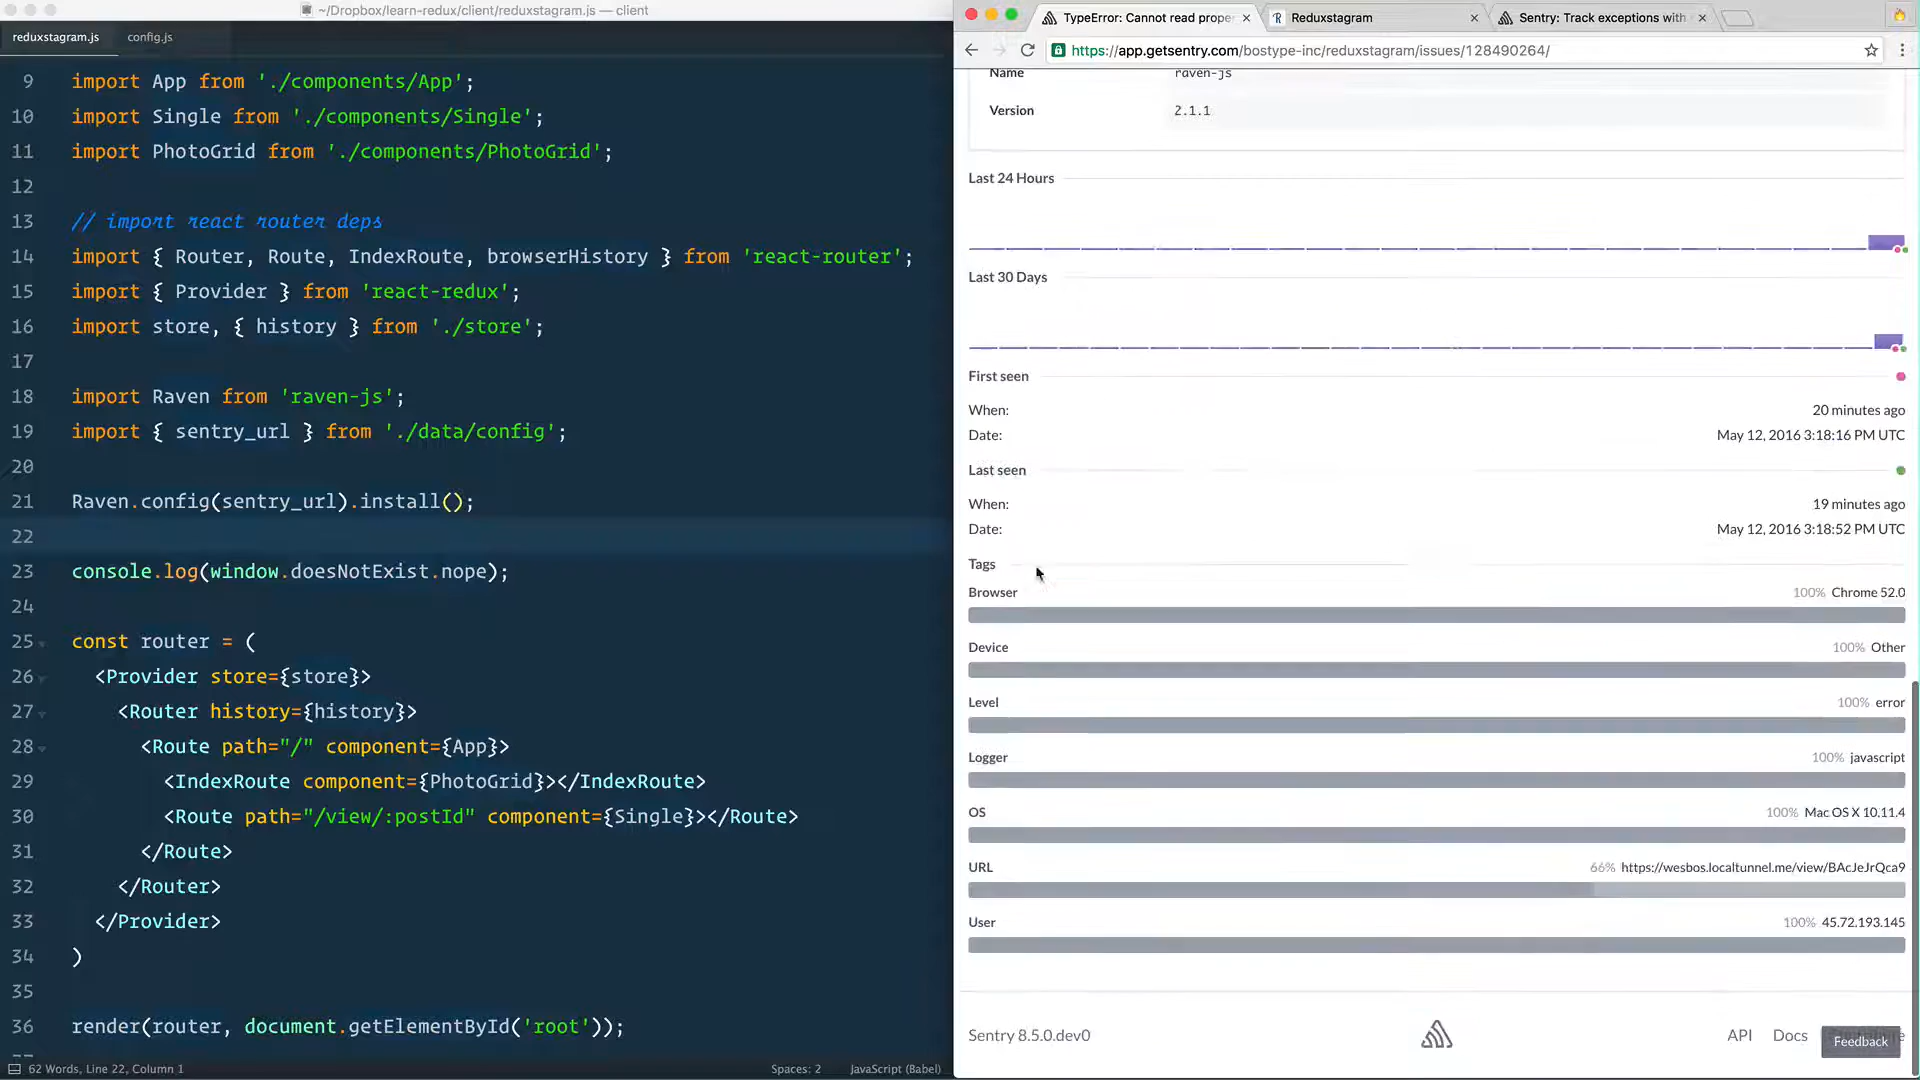 ~/Dropbox/learn-redux/client/reduxstagram.js — client
reduxstagram.js
config.js
9 import App from './components/App';
10 import Single from './components/Single';
11 import PhotoGrid from './components/PhotoGrid';
12
13 // import react router deps
14 import { Router, Route, IndexRoute, browserHistory } from 'react-router';
15 import { Provider } from 'react-redux';
16 import store, { history } from './store';
17
18 import Raven from 'raven-js';
19 import { sentry_url } from './data/config';
20
21 Raven.config(sentry_url).install();
22
23 console.log(window.doesNotExist.nope);
24
25 const router = (
26 <Provider store={store}>
27 <Router history={history}>
28 <Route path="/" component={App}>
29 <IndexRoute component={PhotoGrid}></IndexRoute>
30 <Route path="/view/:postId" component={Single}></Route>
31 </Route>
32 </Router>
33 </Provider>
34 )
35
36 render(router, document.getElementById('root'));
62 Words, Line 22, Column 1
Spaces: 2
JavaScript (Babel)
TypeError: Cannot read prope
Reduxstagram
Sentry: Track exceptions with
https://app.getsentry.com/bostype-inc/reduxstagram/issues/128490264/
Name raven-js
Version 2.1.1
Last 24 Hours
Last 30 Days
First seen
When: 20 minutes ago
Date: May 12, 2016 3:18:16 PM UTC
Last seen
When: 19 minutes ago
Date: May 12, 2016 3:18:52 PM UTC
Tags
Browser 100% Chrome 52.0
Device 100% Other
Level 100% error
Logger 100% javascript
OS 100% Mac OS X 10.11.4
URL 66% https://wesbos.localtunnel.me/view/BAcJeJrQca9
User 100% 45.72.193.145
Sentry 8.5.0.dev0
API Docs
Feedback